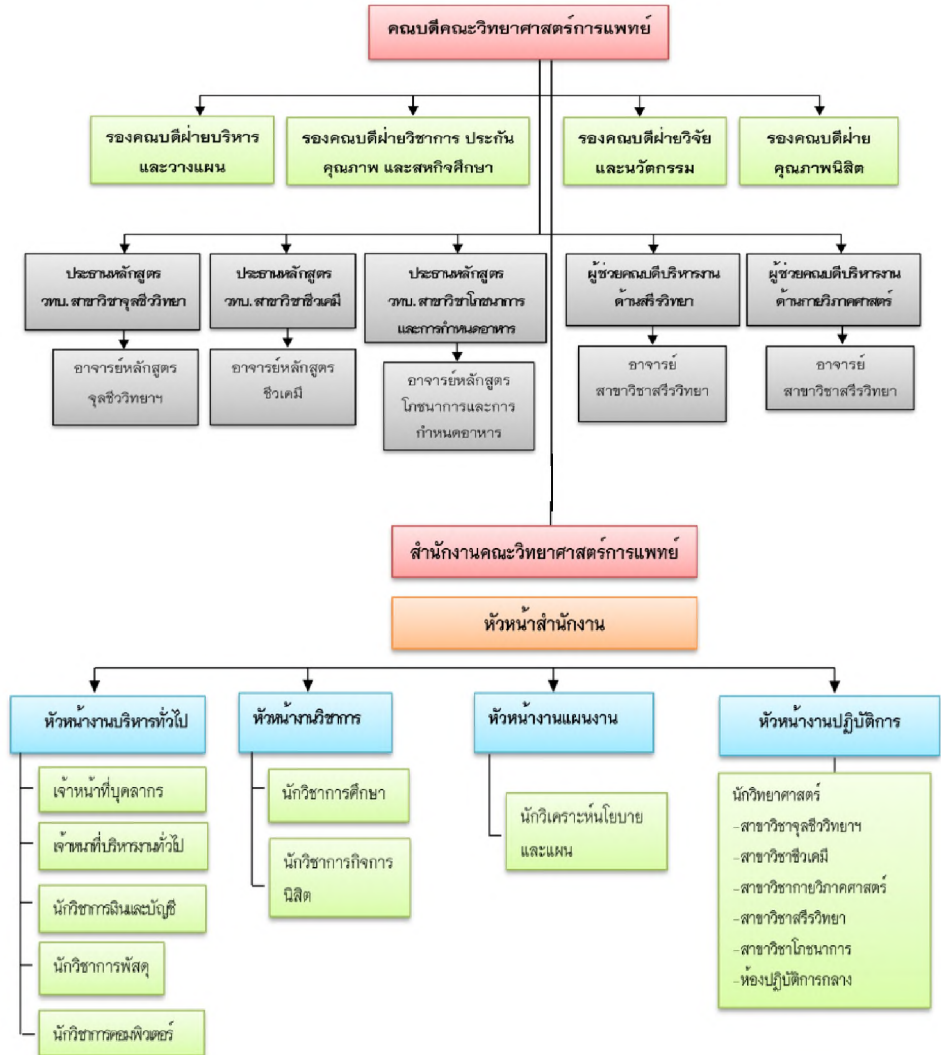 คณบดีคณะวิทยาศาสตร์การแพทย์
รองคณบดีฝ่ายบริหาร
และวางแผน
รองคณบดีฝ่ายวิชาการ ประกัน
คุณภาพ และสหกิจศึกษา
รองคณบดีฝ่ายวิจัย
และนวัตกรรม
รองคณบดีฝ่าย
คุณภาพนิสิต
ประธานหลักสูตร
วทบ. สาขาวิชาจุลชีววิทยา
ประธานหลักสูตร
วทบ. สาขาวิชาชีวเคมี
ประธานหลักสูตร
วทบ. สาขาวิชาโภชนาการ
และการกำหนดอาหาร
ผู้ช่วยคณบดีบริหารงาน
ด้านสรีรวิทยา
ผู้ช่วยคณบดีบริหารงาน
ด้านกายวิภาคศาสตร์
อาจารย์หลักสูตร
จุลชีววิทยาฯ
อาจารย์หลักสูตร
ชีวเคมี
อาจารย์หลักสูตร
โภชนาการและการ
กำหนดอาหาร
อาจารย์
สาขาวิชาสรีรวิทยา
อาจารย์
สาขาวิชาสรีรวิทยา
สำนักงานคณะวิทยาศาสตร์การแพทย์
หัวหน้าสำนักงาน
หัวหน้างานบริหารทั่วไป
เจ้าหน้าที่บุคลากร
เจ้าหนาที่บริหารงานทั่วไป
นักวิชาการเงินและบัญชี
นักวิชาการพัสดุ
นักวิชาการคอมพิวเตอร์
หัวหน้างานวิชาการ
นักวิชาการศึกษา
นักวิชาการกิจการ
นิสิต
หัวหน้างานแผนงาน
นักวิเคราะห์นโยบาย
และแผน
หัวหน้างานปฏิบัติการ
นักวิทยาศาสตร์
-สาขาวิชาจุลชีววิทยาฯ
-สาขาวิชาชีวเคมี
-สาขาวิชากายวิภาคศาสตร์
-สาขาวิชาสรีรวิทยา
-สาขาวิชาโภชนาการ
-ห้องปฏิบัติการกลาง